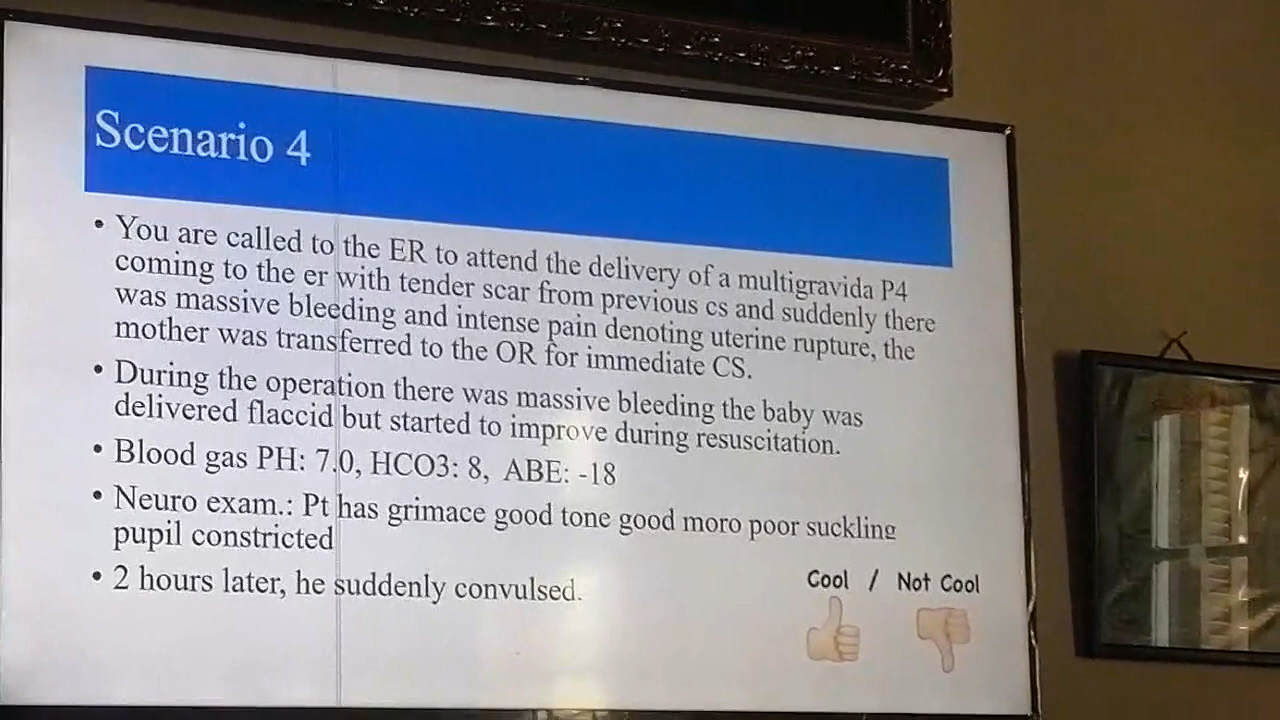 Scenario 4
• You are called to the ER to attend the delivery of a multigravida P4
coming to the er with tender scar from previous cs and suddenly there
was massive bleeding and intense pain denoting uterine rupture, the
mother was transferred to the OR for immediate CS.
• During the operation there was massive bleeding the baby was
delivered flaccid but started to improve during resuscitation.
• Blood gas PH: 7.0, HCO3: 8, ABE: -18
• Neuro exam.: Pt has grimace good tone good moro poor suckling
pupil constricted
• 2 hours later, he suddenly convulsed.
Cool / Not Cool